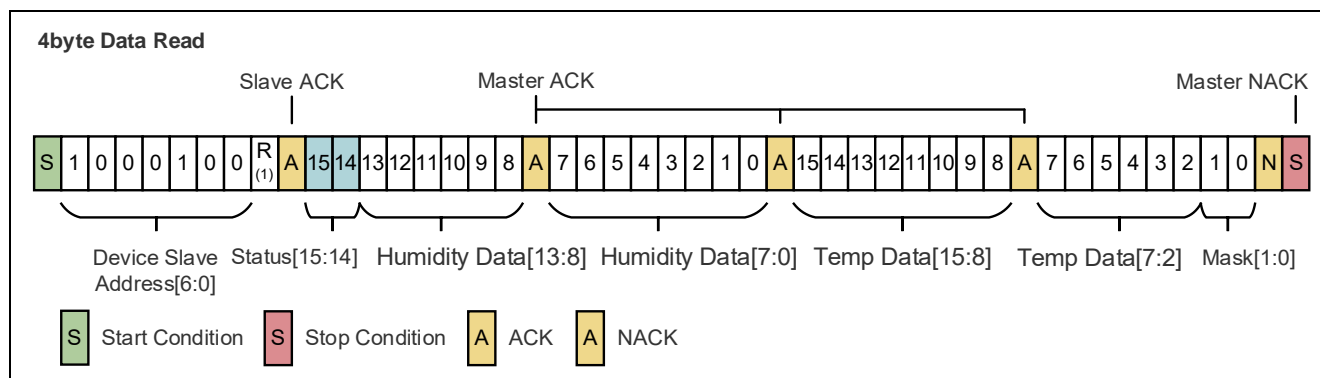 4byte Data Read
Slave ACK Master ACK Master NACK
S 1 0 0 0 1 0 0 R (1) A 15 14 13 12 11 10 9 8 A 7 6 5 4 3 2 1 0 A 15 14 13 12 11 10 9 8 A 7 6 5 4 3 2 1 0 N S
Device Slave Address[6:0] Status[15:14] Humidity Data[13:8] Humidity Data[7:0] Temp Data[15:8] Temp Data[7:2] Mask[1:0]
S Start Condition S Stop Condition A ACK A NACK